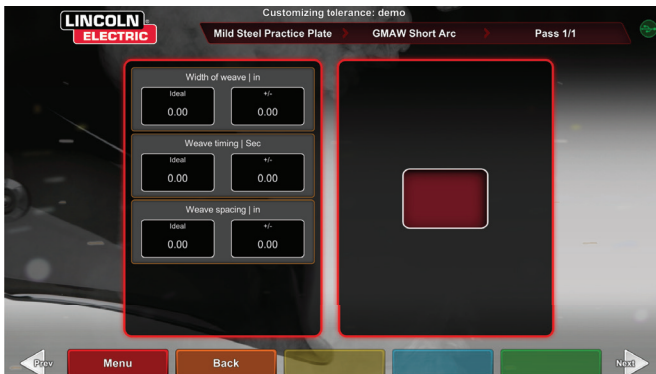 Customizing tolerance: demo
LINCOLN
ELECTRIC
Mild Steel Practice Plate
GMAW Short Arc
Pass 1/1
Width of weave | in
Ideal
+/-
0.00
0.00
Weave timing | Sec
Ideal
+/-
0.00
0.00
Weave spacing | in
Ideal
+/-
0.00
0.00
Prev
Menu
Back
Next